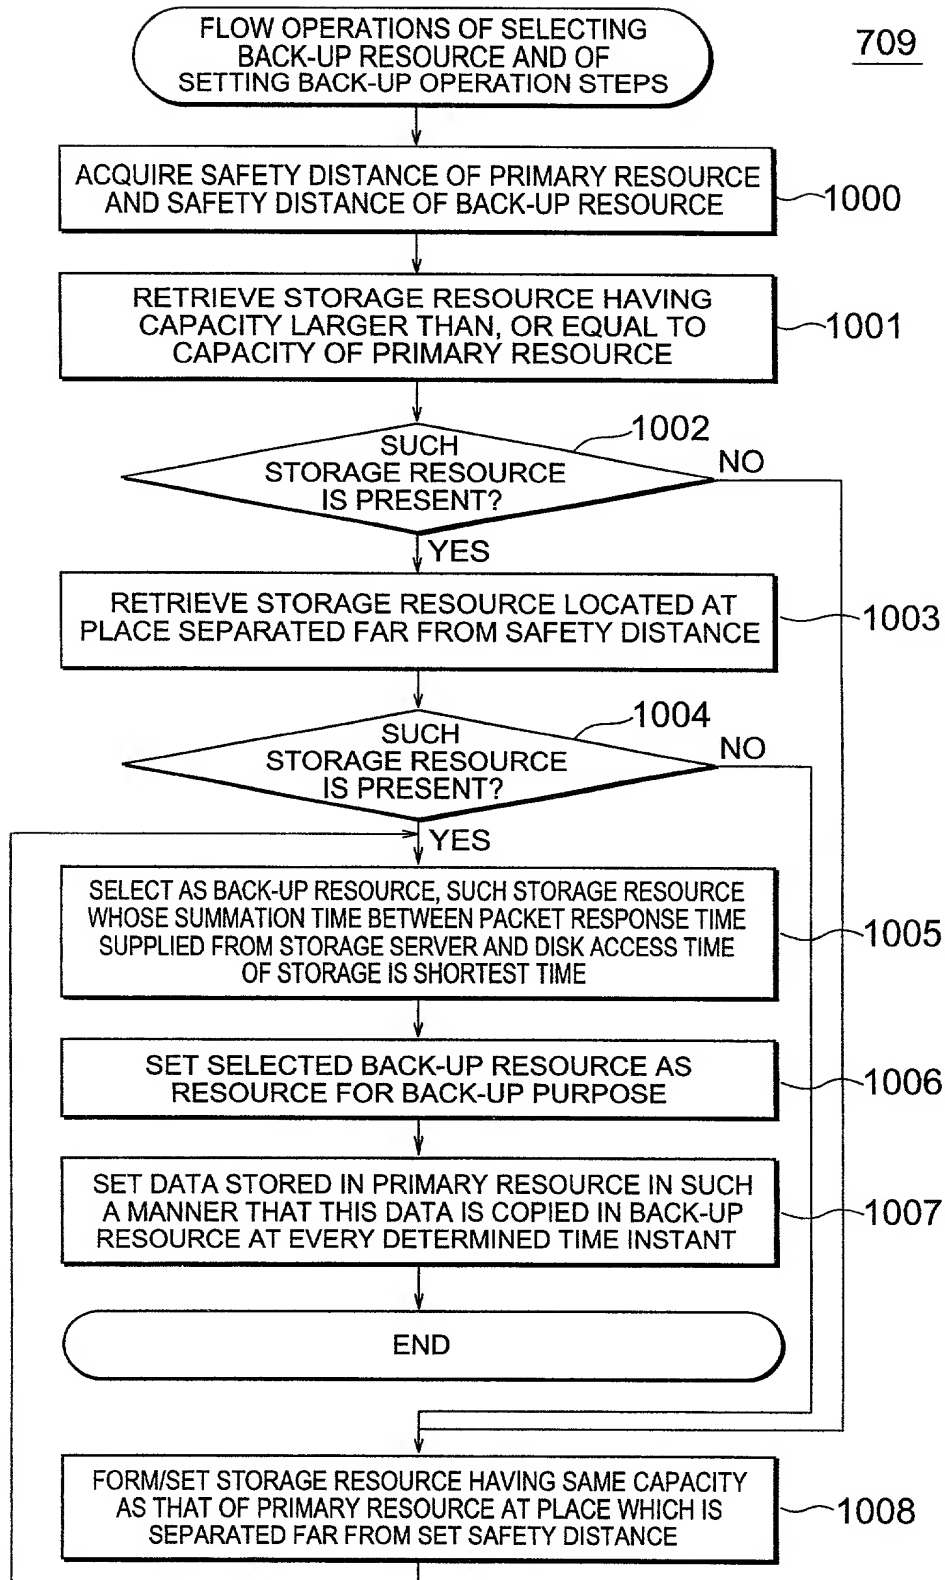 FLOW OPERATIONS OF SELECTING
BACK-UP RESOURCE AND OF
SETTING BACK-UP OPERATION STEPS
709
ACQUIRE SAFETY DISTANCE OF PRIMARY RESOURCE
AND SAFETY DISTANCE OF BACK-UP RESOURCE
1000
RETRIEVE STORAGE RESOURCE HAVING
CAPACITY LARGER THAN, OR EQUAL TO
CAPACITY OF PRIMARY RESOURCE
1001
SUCH
STORAGE RESOURCE
IS PRESENT?
1002
NO
YES
RETRIEVE STORAGE RESOURCE LOCATED AT
PLACE SEPARATED FAR FROM SAFETY DISTANCE
1003
SUCH
STORAGE RESOURCE
IS PRESENT?
1004
NO
YES
SELECT AS BACK-UP RESOURCE, SUCH STORAGE RESOURCE
WHOSE SUMMATION TIME BETWEEN PACKET RESPONSE TIME
SUPPLIED FROM STORAGE SERVER AND DISK ACCESS TIME
OF STORAGE IS SHORTEST TIME
1005
SET SELECTED BACK-UP RESOURCE AS
RESOURCE FOR BACK-UP PURPOSE
1006
SET DATA STORED IN PRIMARY RESOURCE IN SUCH
A MANNER THAT THIS DATA IS COPIED IN BACK-UP
RESOURCE AT EVERY DETERMINED TIME INSTANT
1007
END
FORM/SET STORAGE RESOURCE HAVING SAME CAPACITY
AS THAT OF PRIMARY RESOURCE AT PLACE WHICH IS
SEPARATED FAR FROM SET SAFETY DISTANCE
1008